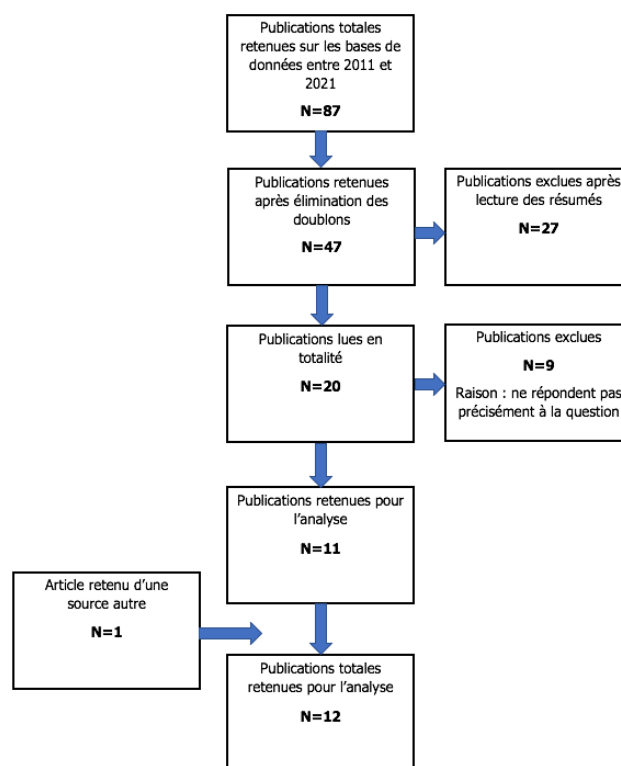 Publications totales
retenues sur les bases de
données entre 2011 et
2021
N=87
Publications retenues
après élimination des
doublons
N=47
Publications exclues après
lecture des résumés
N=27
Publications lues en
totalité
N=20
Publications exclues
N=9
Raison : ne répondent pas
précisément à la question
Publications retenues pour
l’analyse
N=11
Article retenu d’une
source autre
N=1
Publications totales
retenues pour l’analyse
N=12